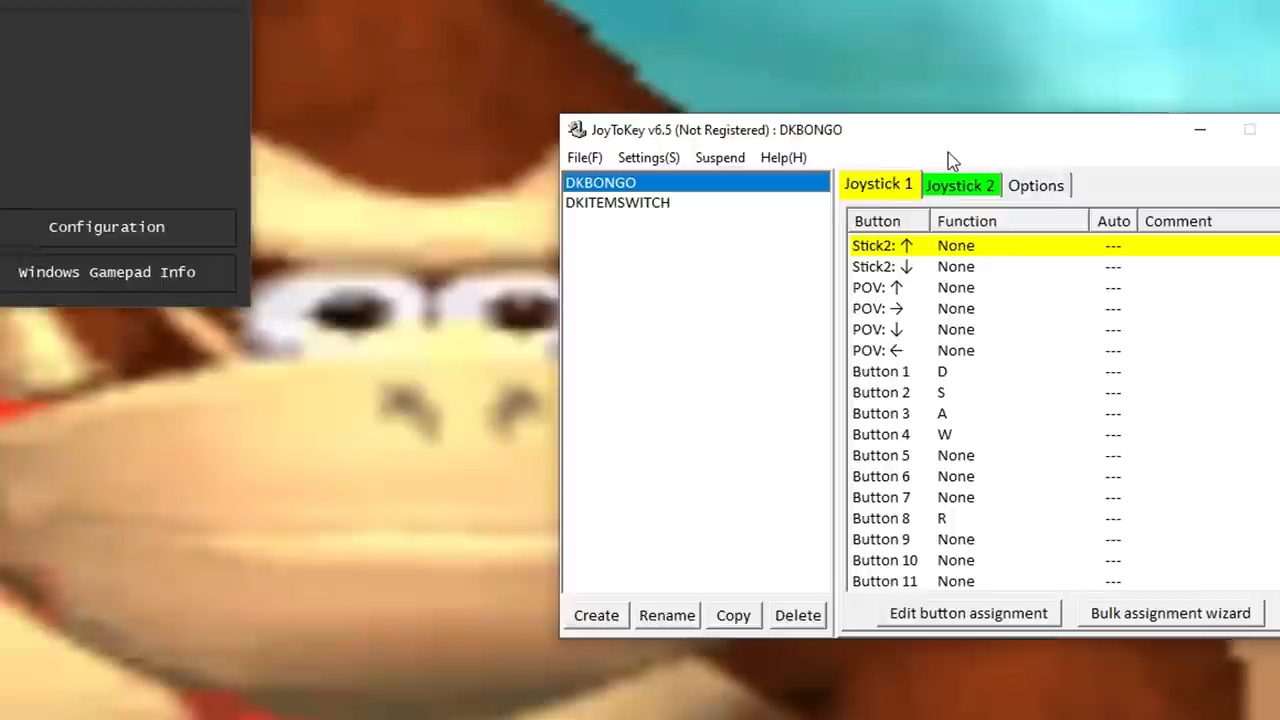 Configuration
Windows Gamepad Info
JoyToKey v6.5 (Not Registered) : DKBONGO
File(F) Settings(S) Suspend Help(H)
DKBONGO
DKITEMSWITCH
Joystick 1 Joystick 2 Options
Button Function Auto Comment
Stick2: ↑ None ---
Stick2: ↓ None ---
POV: ↑ None ---
POV: → None ---
POV: ↓ None ---
POV: ← None ---
Button 1 D ---
Button 2 S ---
Button 3 A ---
Button 4 W ---
Button 5 None ---
Button 6 None ---
Button 7 None ---
Button 8 R ---
Button 9 None ---
Button 10 None ---
Button 11 None ---
Create Rename Copy Delete
Edit button assignment Bulk assignment wizard